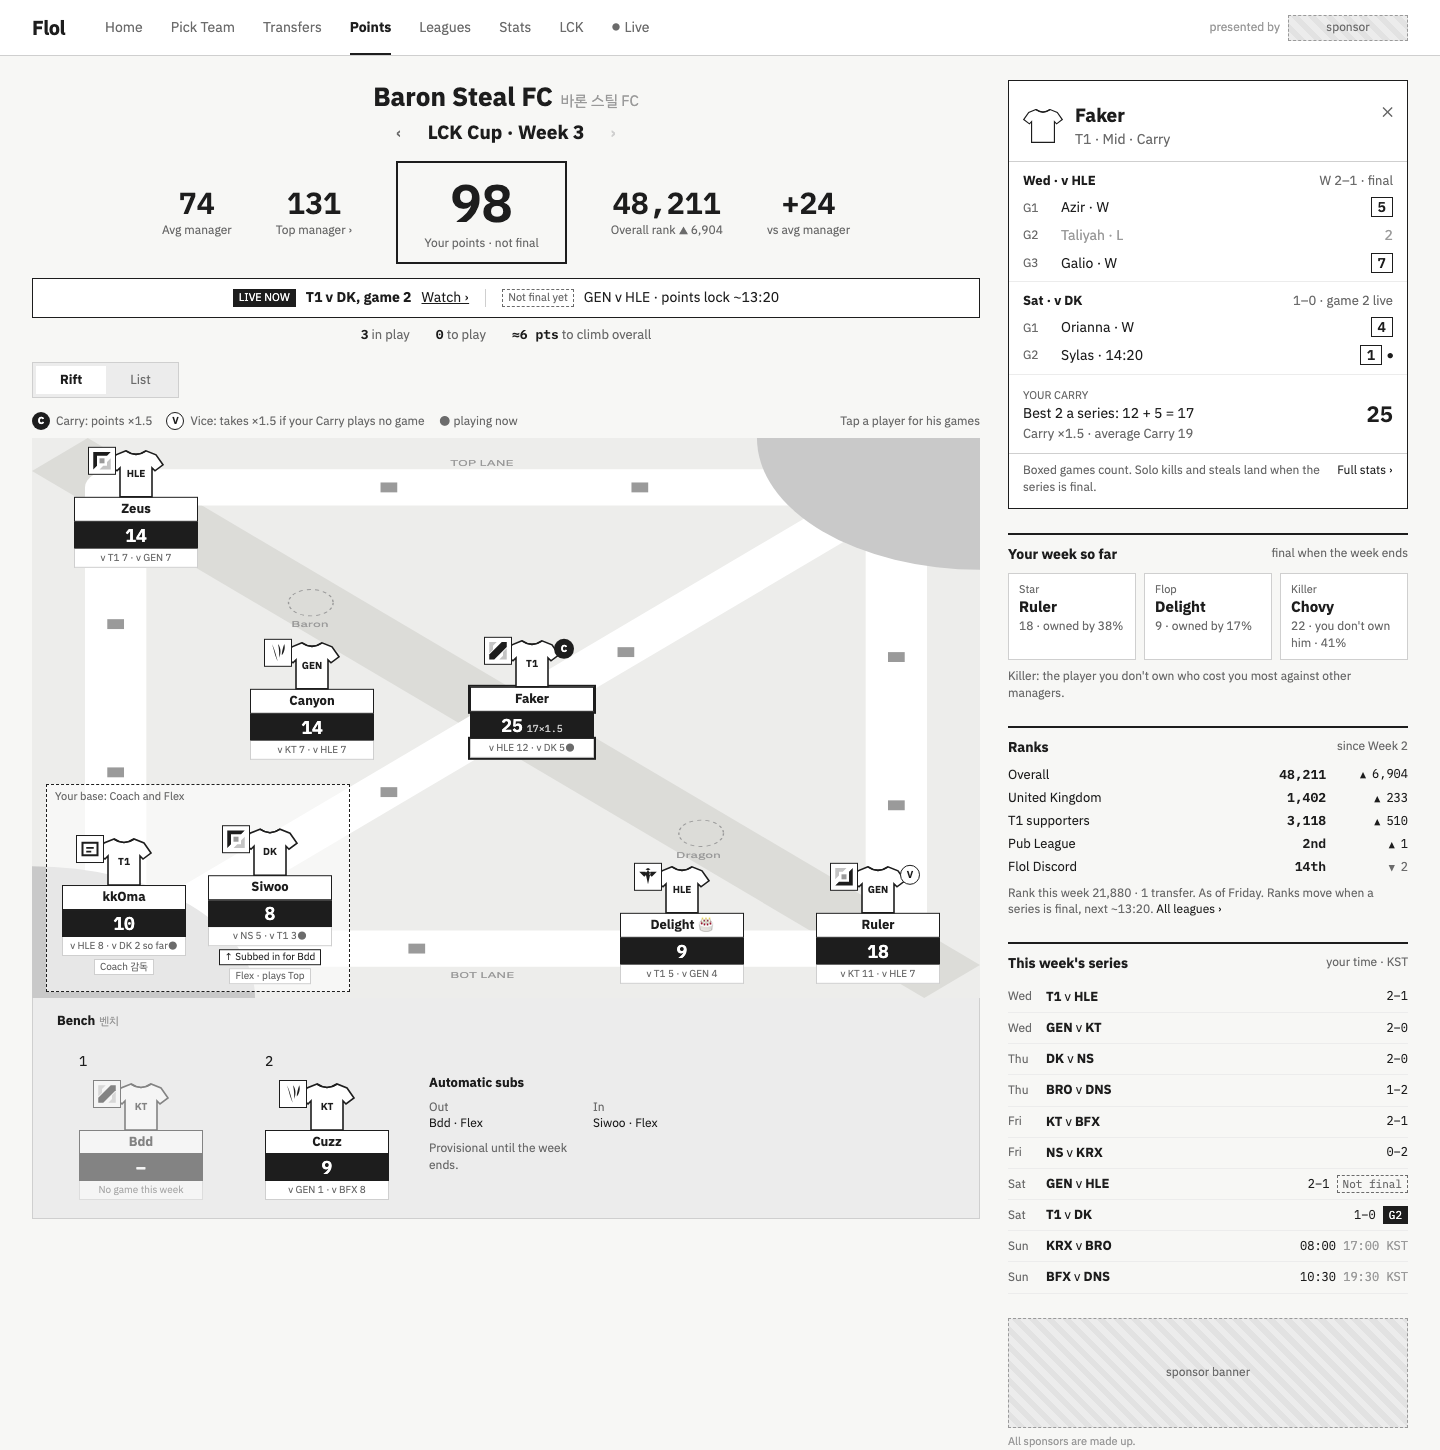 Flol Home Pick Team Transfers Points Leagues Stats LCK Live presented by sponsor
Baron Steal FC 바론 스틸 FC
‹ LCK Cup · Week 3 ›
74
Avg manager
131
Top manager ›
98
Your points · not final
48,211
Overall rank ▲ 6,904
+24
vs avg manager
LIVE NOW T1 v DK, game 2 Watch › Not final yet GEN v HLE · points lock ~13:20
3 in play 0 to play ≈6 pts to climb overall
Rift List
C Carry: points ×1.5 V Vice: takes ×1.5 if your Carry plays no game playing now Tap a player for his games
TOP LANE
HLE
Zeus
14
v T1 7 · v GEN 7
Baron
GEN
Canyon
14
v KT 7 · v HLE 7
T1 C
Faker
25 17×1.5
v HLE 12 · v DK 5
Your base: Coach and Flex
T1
kkOma
10
v HLE 8 · v DK 2 so far
Coach 감독
DK
Siwoo
8
v NS 5 · v T1 3
↑ Subbed in for Bdd
Flex · plays Top
Dragon
HLE
Delight 🎂
9
v T1 5 · v GEN 4
GEN V
Ruler
18
v KT 11 · v HLE 7
BOT LANE
Bench 벤치
1
KT
Bdd
–
No game this week
2
KT
Cuzz
9
v GEN 1 · v BFX 8
Automatic subs
Out In
Bdd · Flex Siwoo · Flex
Provisional until the week
ends.
Faker ×
T1 · Mid · Carry
Wed · v HLE W 2–1 · final
G1 Azir · W 5
G2 Taliyah · L 2
G3 Galio · W 7
Sat · v DK 1–0 · game 2 live
G1 Orianna · W 4
G2 Sylas · 14:20 1
YOUR CARRY
Best 2 a series: 12 + 5 = 17 25
Carry ×1.5 · average Carry 19
Boxed games count. Solo kills and steals land when the Full stats ›
series is final.
Your week so far final when the week ends
Star
Ruler
18 · owned by 38%
Flop
Delight
9 · owned by 17%
Killer
Chovy
22 · you don't own
him · 41%
Killer: the player you don't own who cost you most against other
managers.
Ranks since Week 2
Overall 48,211 ▲ 6,904
United Kingdom 1,402 ▲ 233
T1 supporters 3,118 ▲ 510
Pub League 2nd ▲ 1
Flol Discord 14th ▼ 2
Rank this week 21,880 · 1 transfer. As of Friday. Ranks move when a
series is final, next ~13:20. All leagues ›
This week's series your time · KST
Wed T1 v HLE 2–1
Wed GEN v KT 2–0
Thu DK v NS 2–0
Thu BRO v DNS 1–2
Fri KT v BFX 2–1
Fri NS v KRX 0–2
Sat GEN v HLE 2–1 Not final
Sat T1 v DK 1–0 G2
Sun KRX v BRO 08:00 17:00 KST
Sun BFX v DNS 10:30 19:30 KST
sponsor banner
All sponsors are made up.